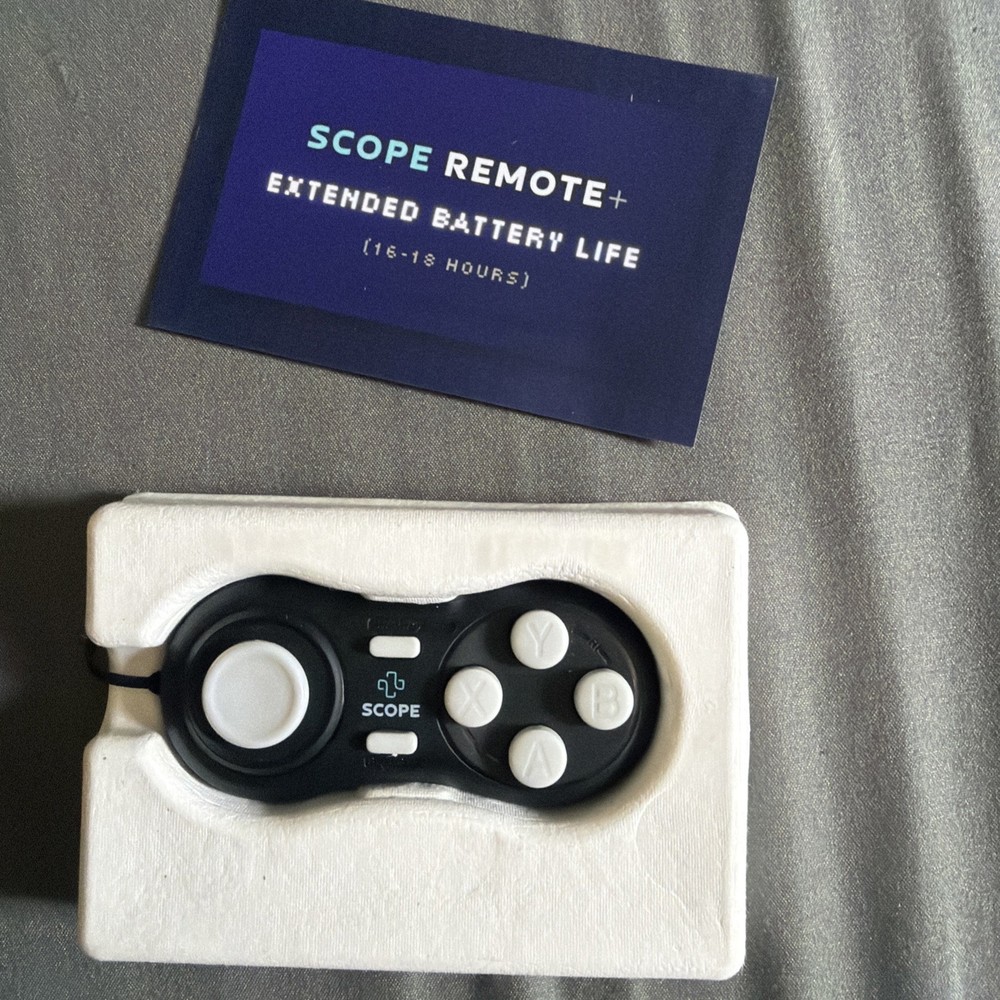 SCOPE REMOTE+
EXTENDED BATTERY LIFE
(16-18 HOURS)
Y
SCOPE
X B
A